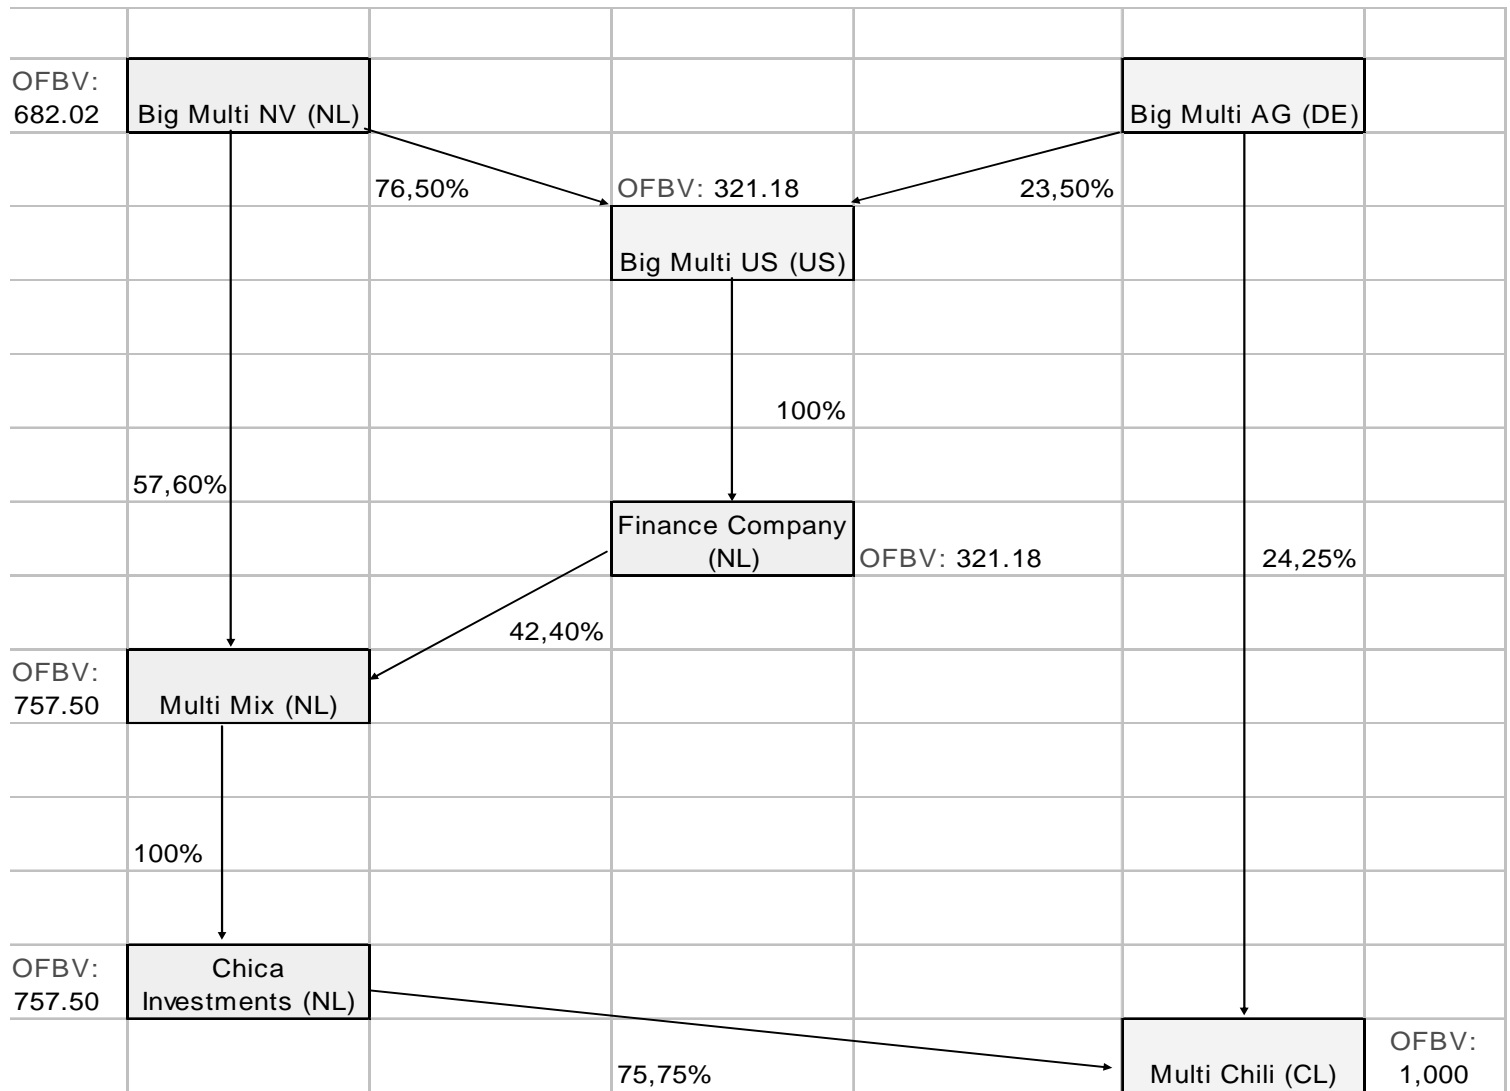 OFBV:
682.02
Big Multi NV (NL)
Big Multi AG (DE)
76,50%
OFBV: 321.18
23,50%
Big Multi US (US)
100%
57,60%
Finance Company
(NL)
OFBV: 321.18
24,25%
42,40%
OFBV:
757.50
Multi Mix (NL)
100%
OFBV:
757.50
Chica
Investments (NL)
75,75%
Multi Chili (CL)
OFBV:
1,000